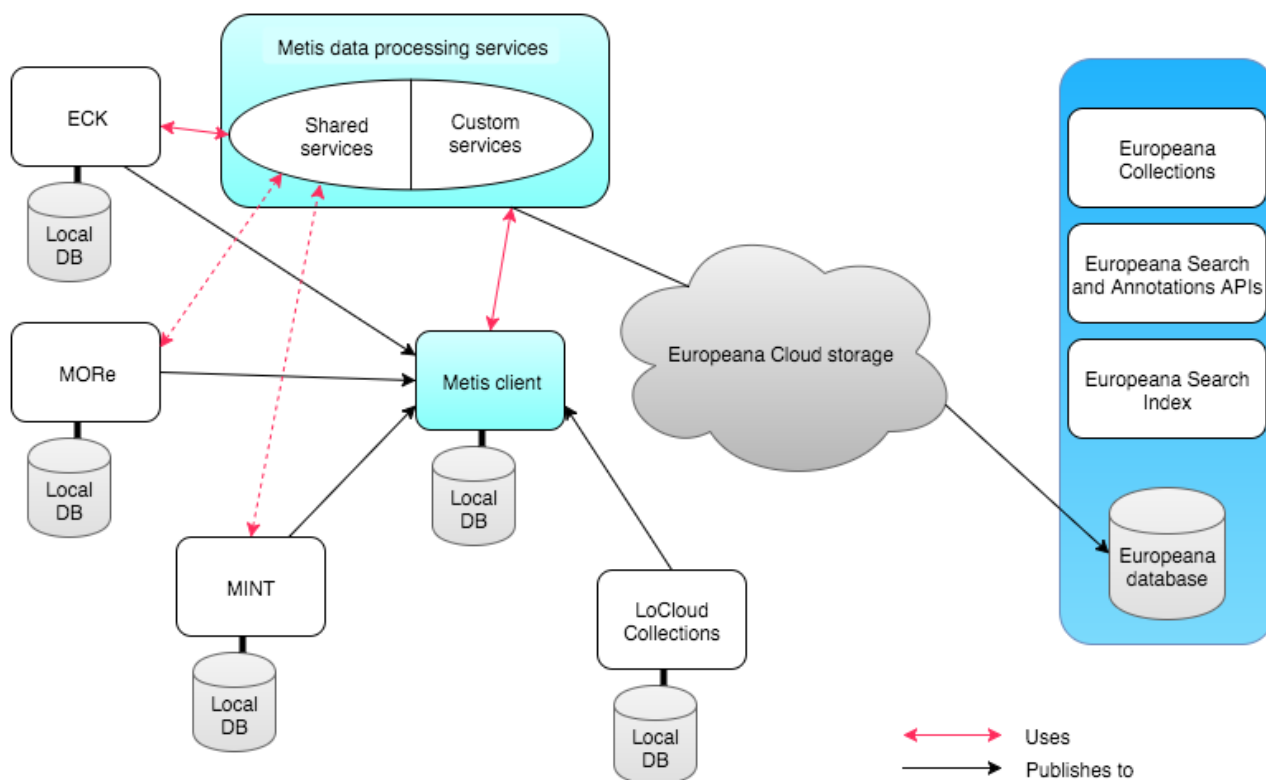 Metis data processing services
ECK
Shared
services
Custom
services
Local
DB
Europeana
Collections
Europeana Search
and Annotations APIs
MORe
Metis client
Europeana Cloud storage
Europeana Search
Index
Local
DB
Local
DB
MINT
LoCloud
Collections
Europeana
database
Local
DB
Local
DB
Uses
Publishes to